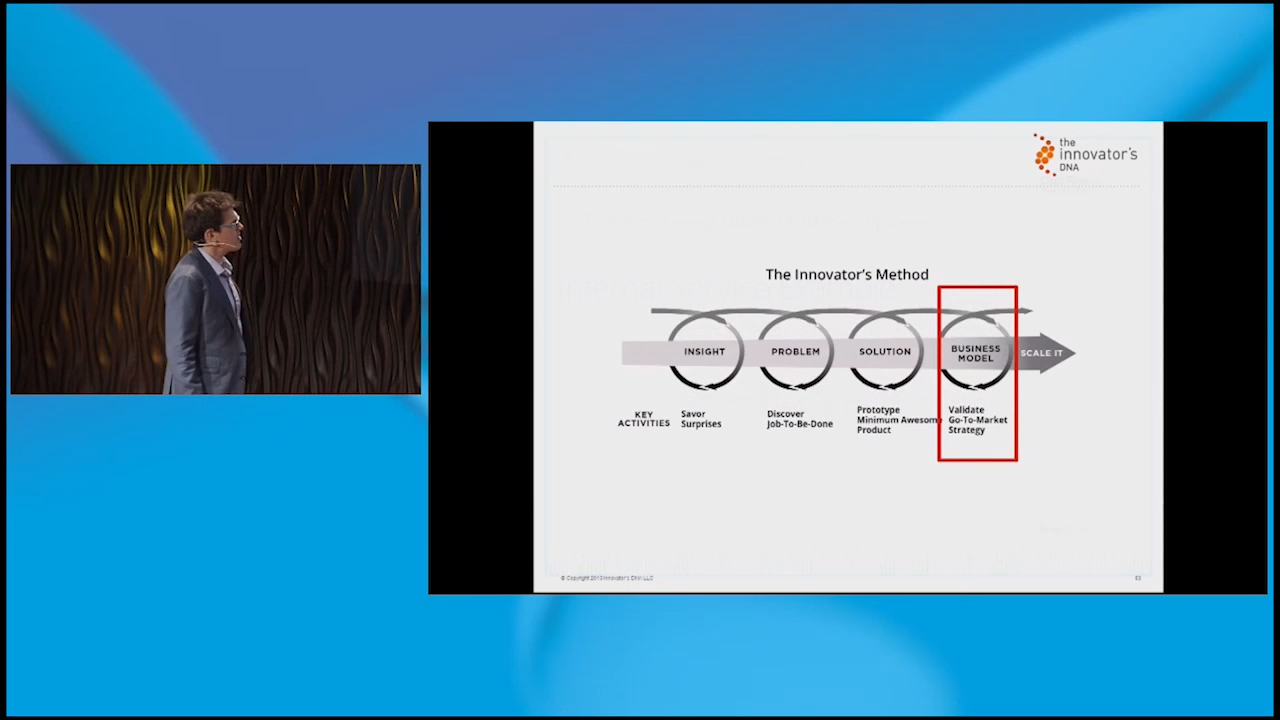 the
innovator's
DNA
The Innovator's Method
INSIGHT
PROBLEM
SOLUTION
BUSINESS
MODEL
SCALE IT
KEY
ACTIVITIES
Savor
Surprises
Discover
Job-To-Be-Done
Prototype
Minimum Awesome
Product
Validate
Go-To-Market
Strategy
© Copyright 2013 Innovator's DNA LLC